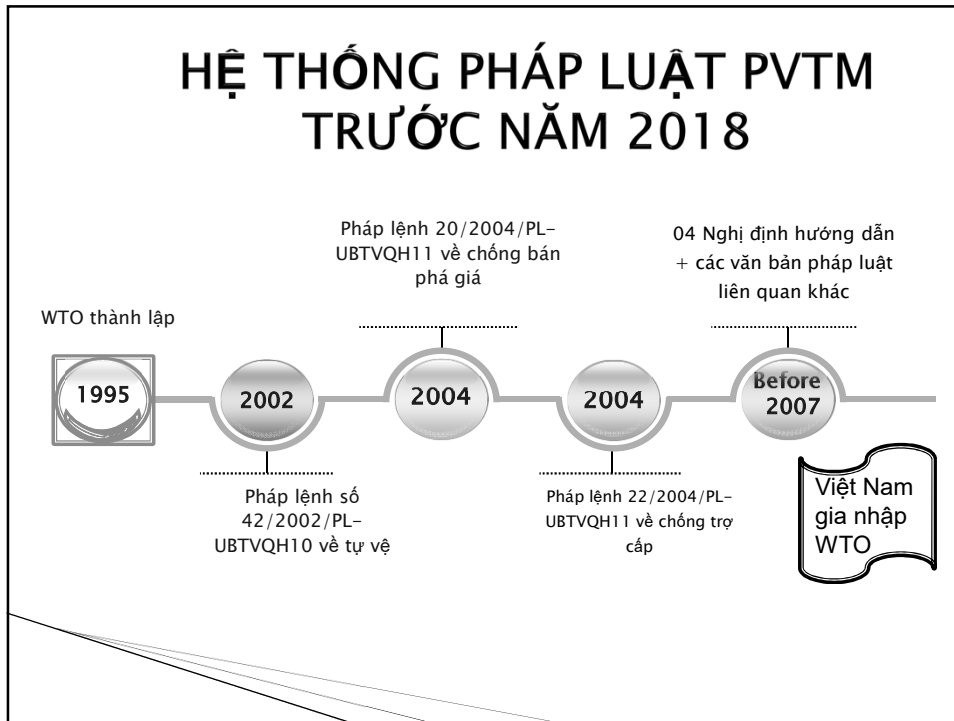 HỆ THỐNG PHÁP LUẬT PVTM
TRƯỚC NĂM 2018
WTO thành lập
1995
2002
Pháp lệnh số
42/2002/PL-
UBTVQH10 về tự vệ
Pháp lệnh 20/2004/PL-
UBTVQH11 về chống bán
phá giá
2004
2004
Pháp lệnh 22/2004/PL-
UBTVQH11 về chống trợ
cấp
04 Nghị định hướng dẫn
+ các văn bản pháp luật
liên quan khác
Before
2007
Việt Nam
gia nhập
WTO